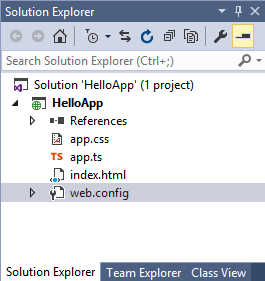 Solution Explorer
Search Solution Explorer (Ctrl+;)
Solution 'HelloApp' (1 project)
HelloApp
References
app.css
TS app.ts
index.html
web.config
Solution Explorer Team Explorer Class View